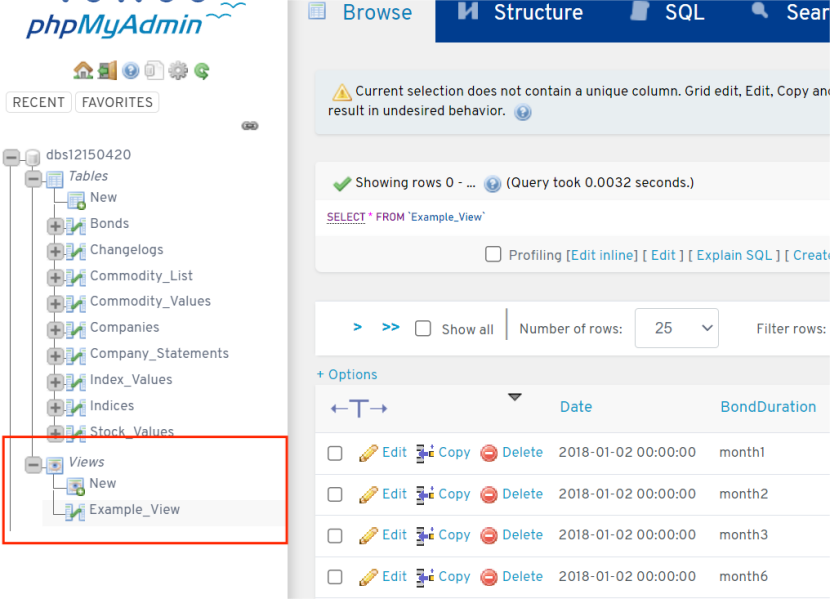 phpMyAdmin
RECENT FAVORITES
dbs12150420
Tables
New
Bonds
Changelogs
Commodity_List
Commodity_Values
Companies
Company_Statements
Index_Values
Indices
Stock_Values
Views
New
Example_View
Browse Structure SQL Sear
Current selection does not contain a unique column. Grid edit, Edit, Copy and
result in undesired behavior.
Showing rows 0 - ... (Query took 0.0032 seconds.)
SELECT * FROM `Example_View`
Profiling [Edit inline] [ Edit ] [ Explain SQL ] [ Create
> >> Show all Number of rows: 25 Filter rows:
+ Options
←T→ Date BondDuration
Edit Copy Delete 2018-01-02 00:00:00 month1
Edit Copy Delete 2018-01-02 00:00:00 month2
Edit Copy Delete 2018-01-02 00:00:00 month3
Edit Copy Delete 2018-01-02 00:00:00 month6